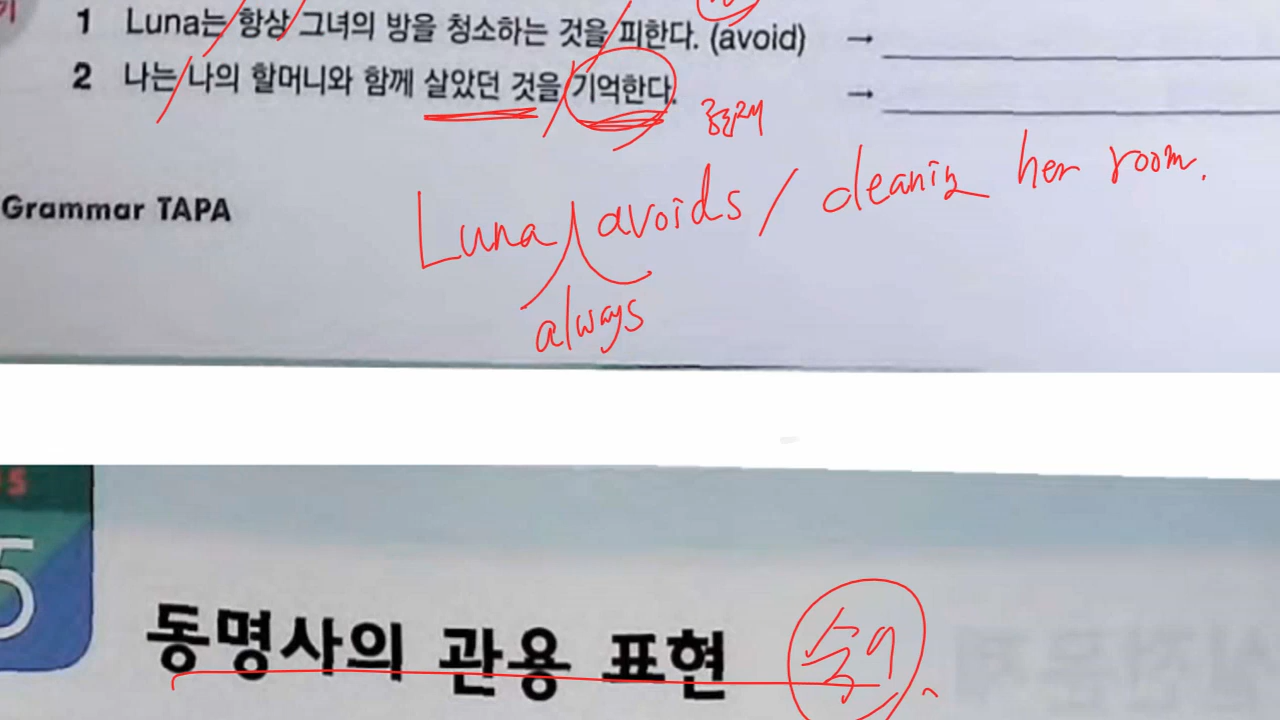 1 Luna는 항상 그녀의 방을 청소하는 것을 피한다. (avoid) →
2 나는 나의 할머니와 함께 살았던 것을 기억한다. →
Luna avoids / cleaning her room.
always
Grammar TAPA
5
동명사의 관용 표현 숙어